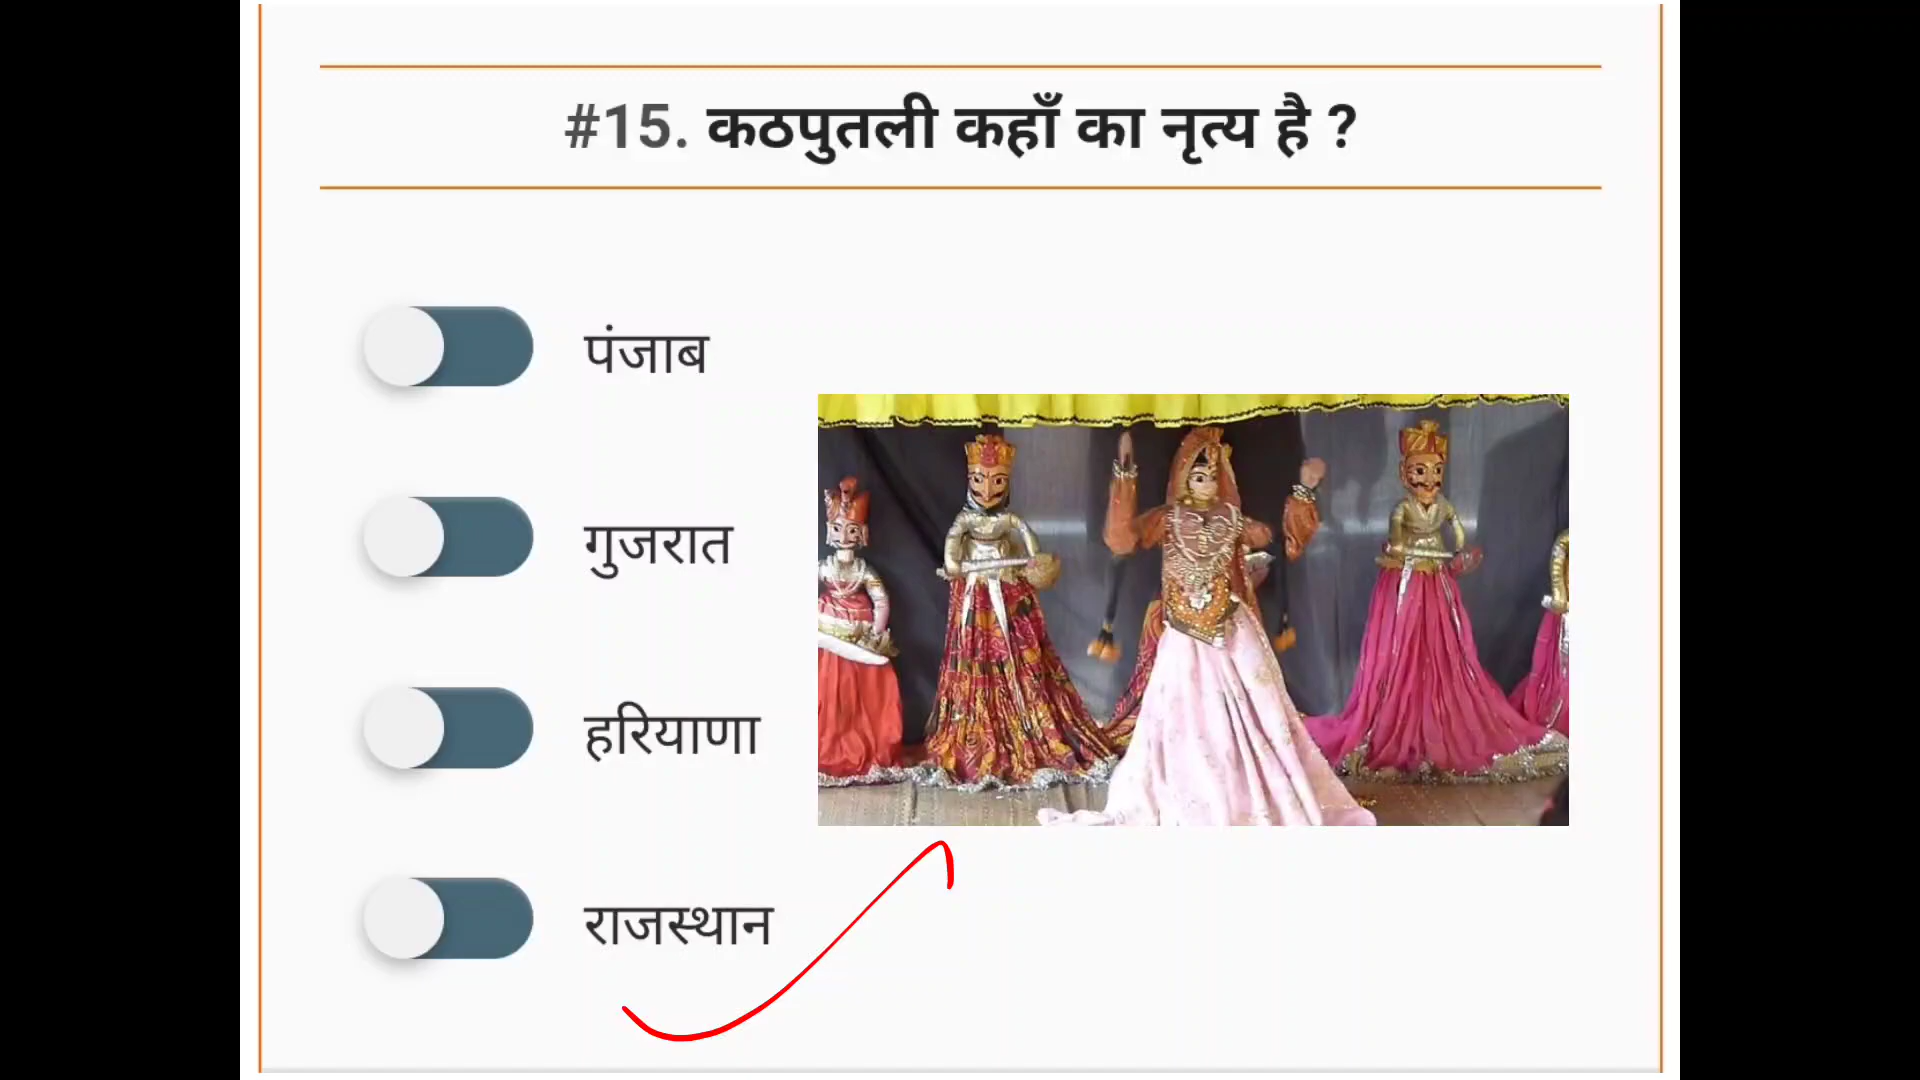 #15. कठपुतली कहाँ का नृत्य है ?
पंजाब
गुजरात
हरियाणा
राजस्थान